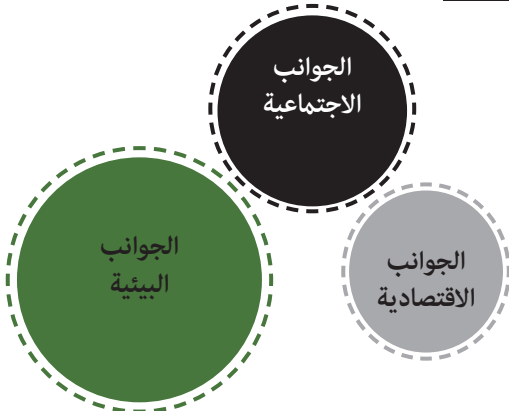 الجوانب
الاجتماعية
الجوانب
الاقتصادية
الجوانب
البيئية